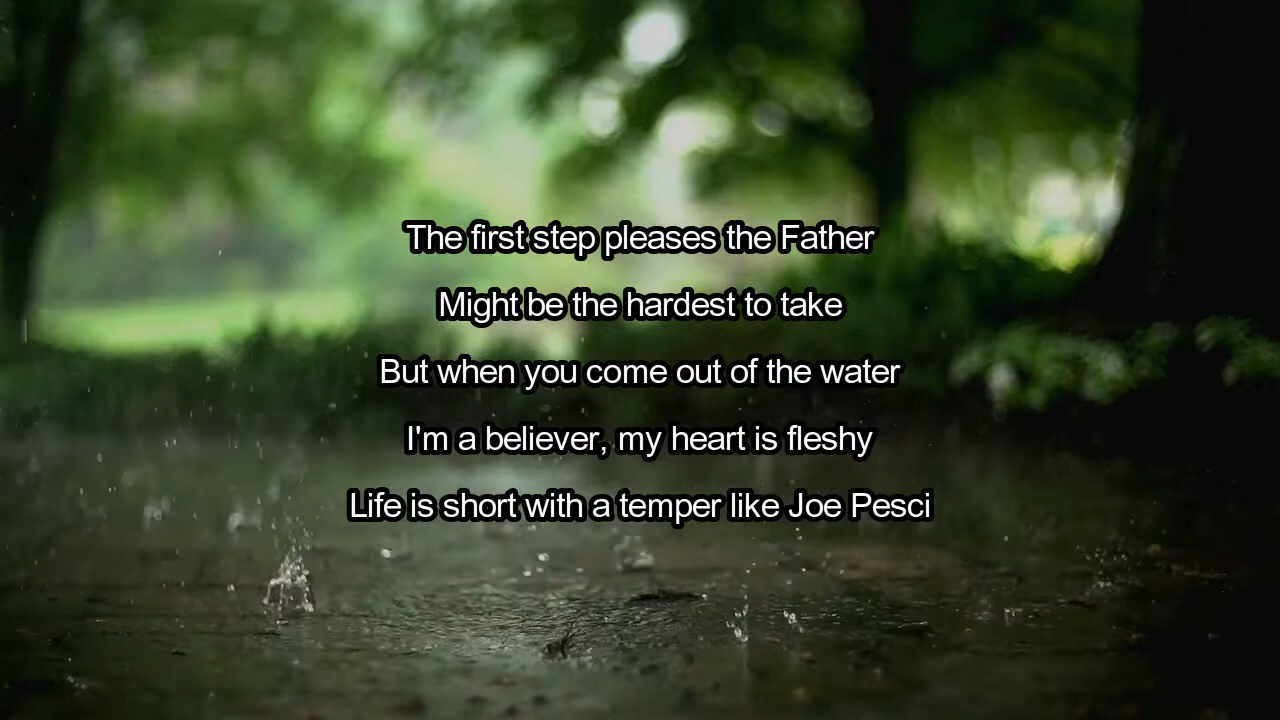 The first step pleases the Father
Might be the hardest to take
But when you come out of the water
I'm a believer, my heart is fleshy
Life is short with a temper like Joe Pesci